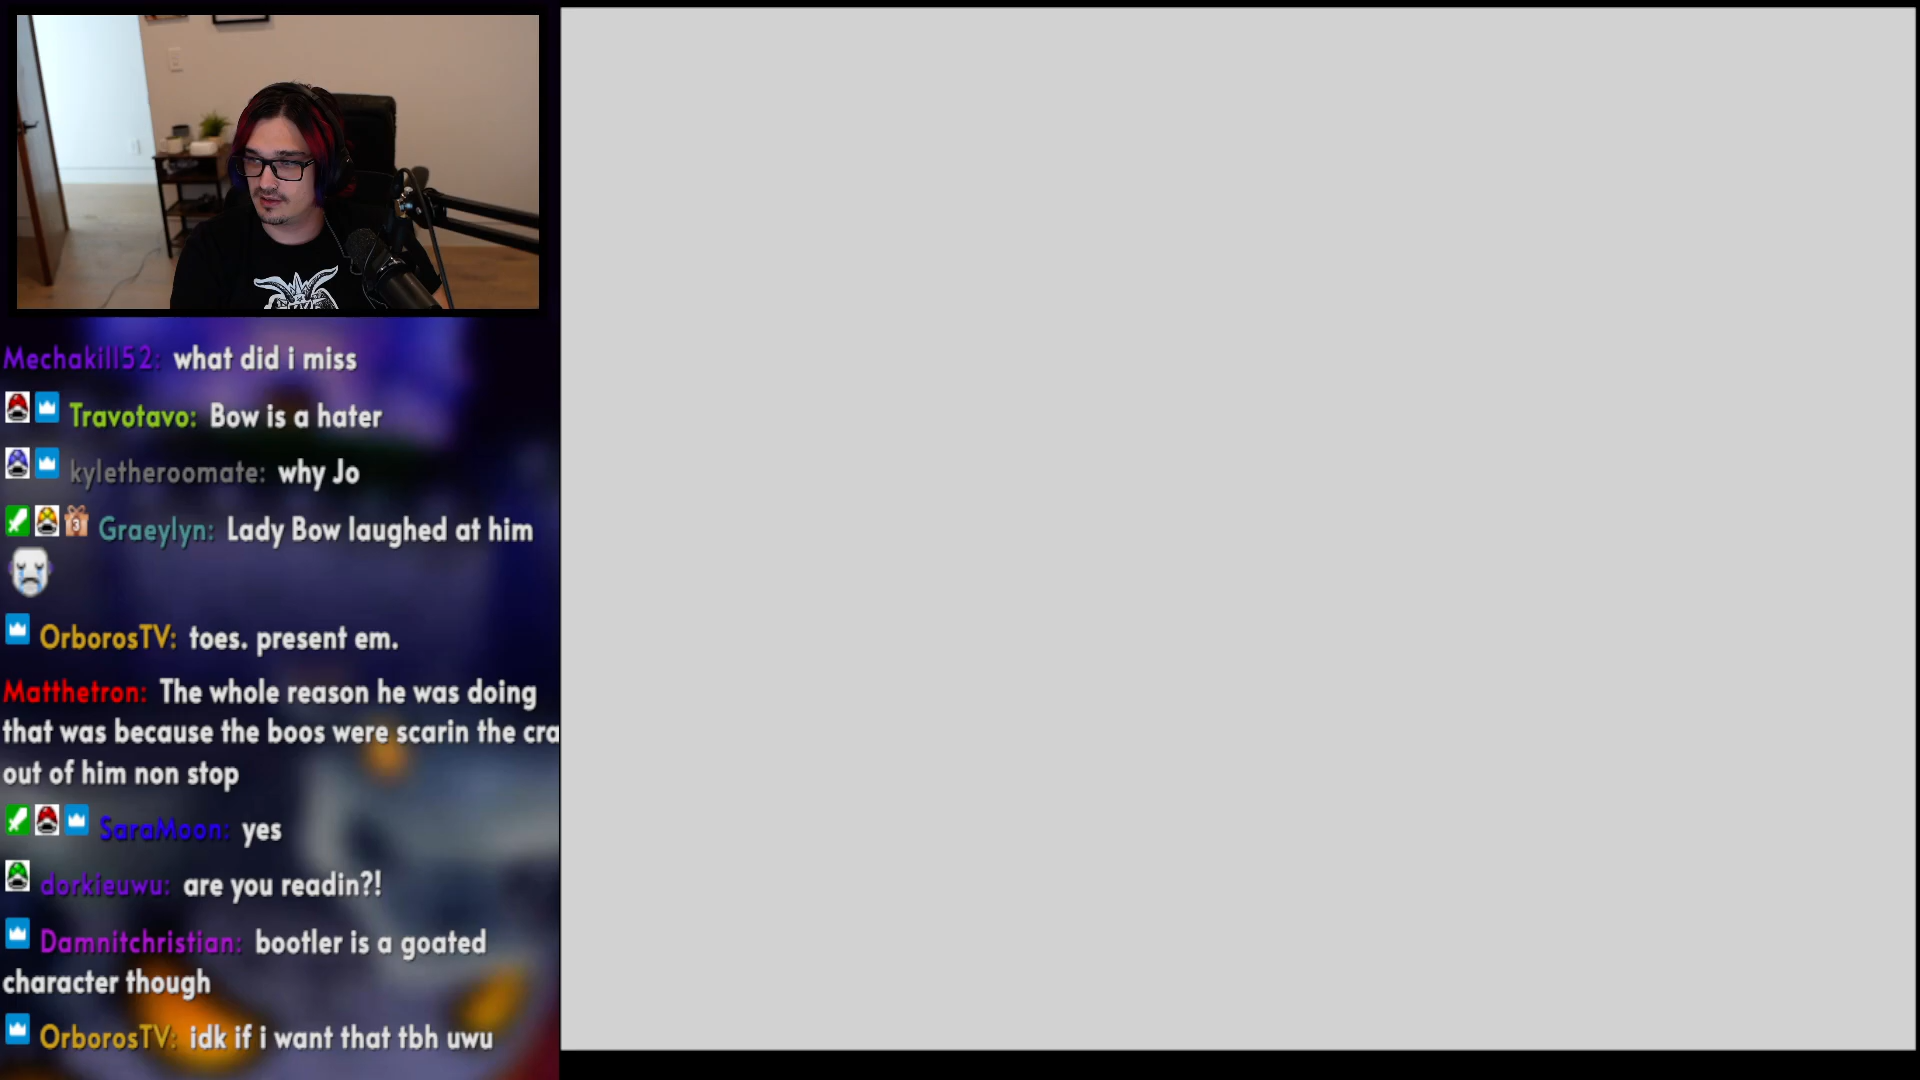 Mechakill52: what did i miss
Travotavo: Bow is a hater
kyletheroomate: why Jo
3 Graeylyn: Lady Bow laughed at him
OrborosTV: toes. present em.
Matthetron: The whole reason he was doing
that was because the boos were scarin the cra
out of him non stop
SaraMoon: yes
dorkieuwu: are you readin?!
Damnitchristian: bootler is a goated
character though
OrborosTV: idk if i want that tbh uwu